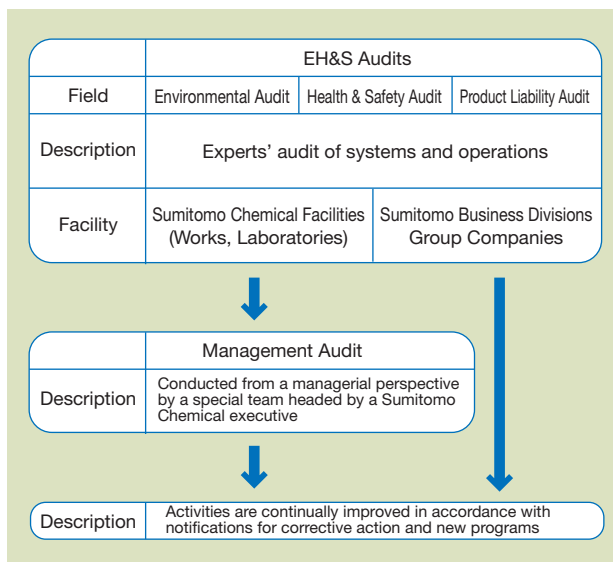 EH&S Audits
Field
Environmental Audit
Health & Safety Audit
Product Liability Audit
Description
Experts’ audit of systems and operations
Facility
Sumitomo Chemical Facilities
(Works, Laboratories)
Sumitomo Business Divisions
Group Companies
Management Audit
Description
Conducted from a managerial perspective
by a special team headed by a Sumitomo
Chemical executive
Description
Activities are continually improved in accordance with
notifications for corrective action and new programs